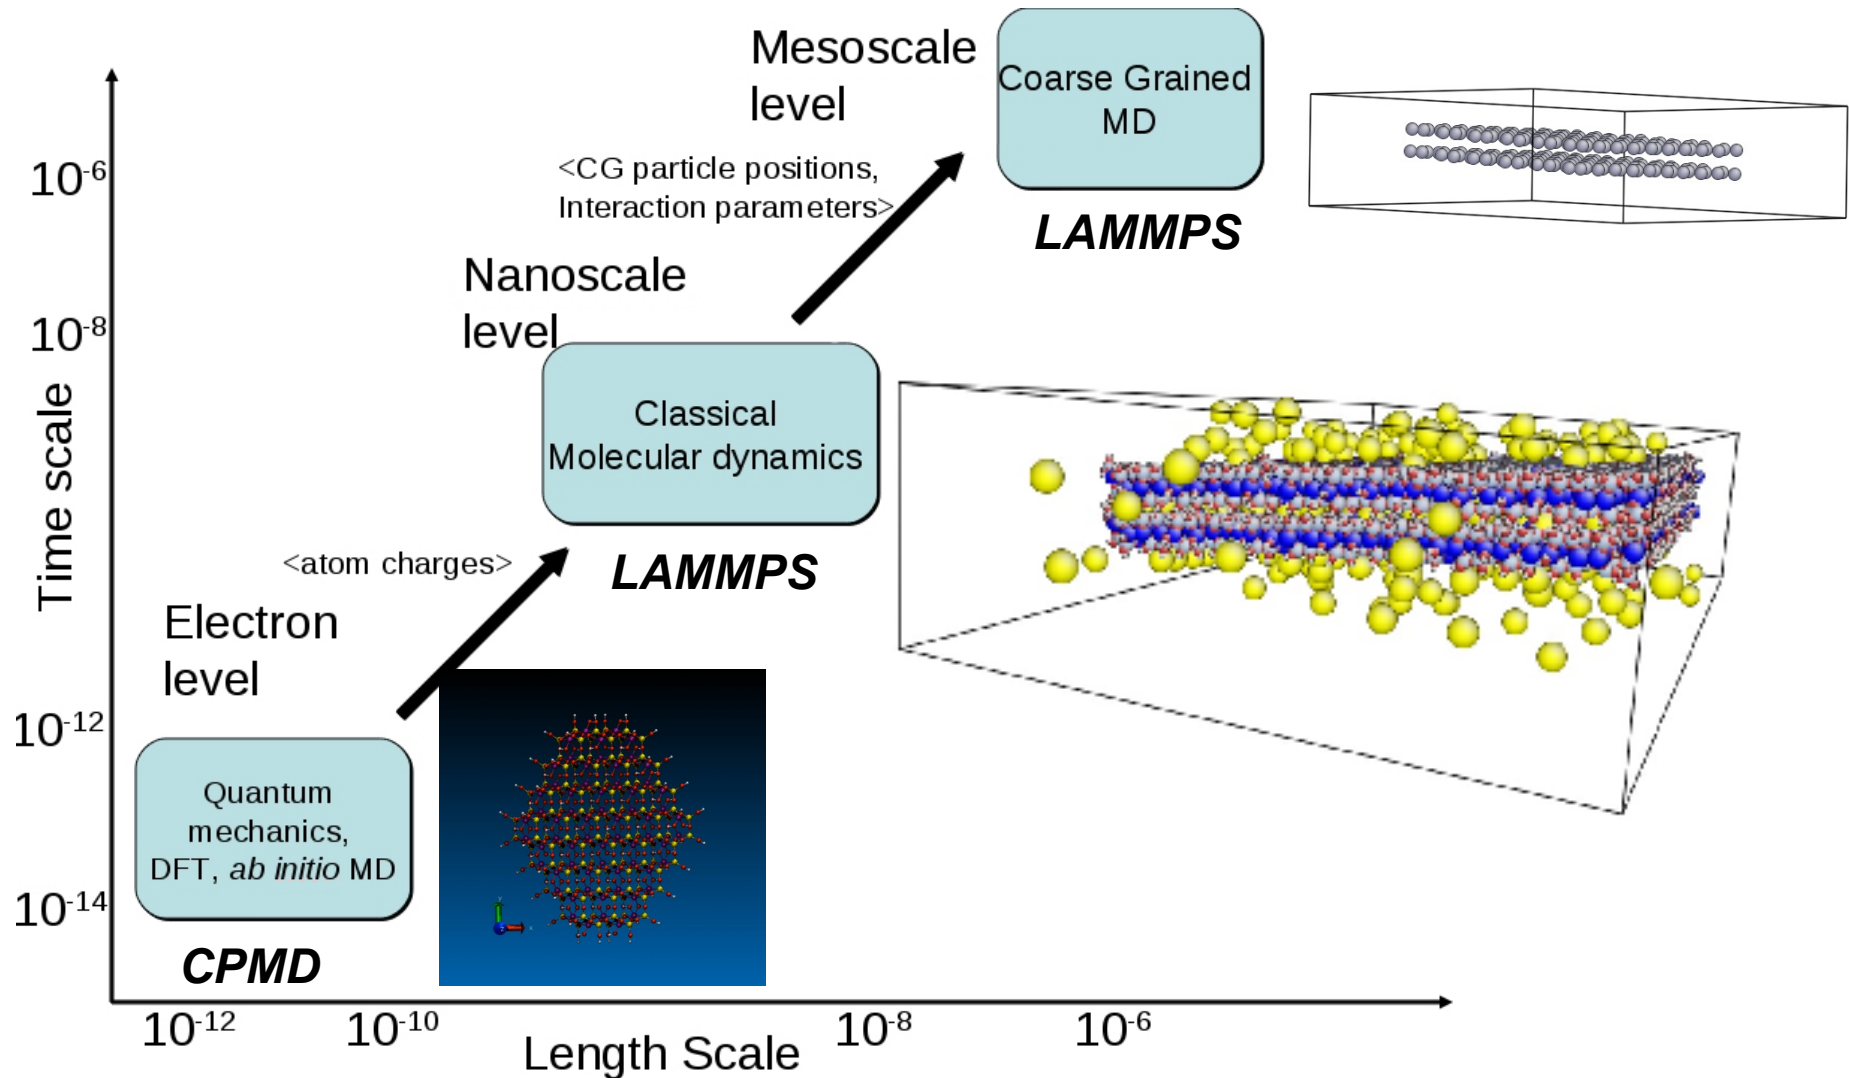 Mesoscale
level
Coarse Grained
MD
LAMMPS
<CG particle positions,
Interaction parameters>
Nanoscale
level
Classical
Molecular dynamics
LAMMPS
<atom charges>
Electron
level
Quantum
mechanics,
DFT, ab initio MD
CPMD
Time scale
10⁻⁶
10⁻⁸
10⁻¹²
10⁻¹⁴
10⁻¹² 10⁻¹⁰ 10⁻⁸ 10⁻⁶
Length Scale